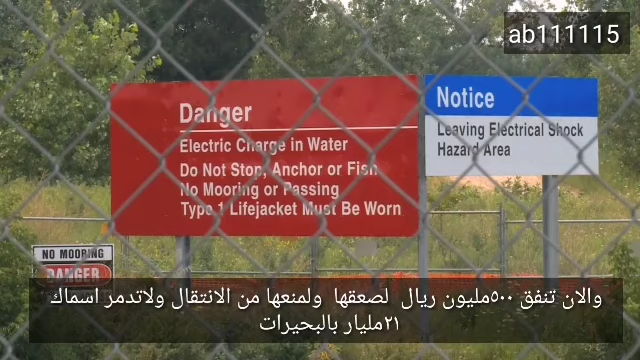 ab111115
Danger
Electric Charge in Water
Do Not Stop, Anchor or Fish
No Mooring or Passing
Type 1 Lifejacket Must Be Worn
Notice
Leaving Electrical Shock
Hazard Area
NO MOORING
DANGER
والان تنفق ٥٠٠مليون ريال لصعقها ولمنعها من الانتقال ولاتدمر اسماك
٢١مليار بالبحيرات